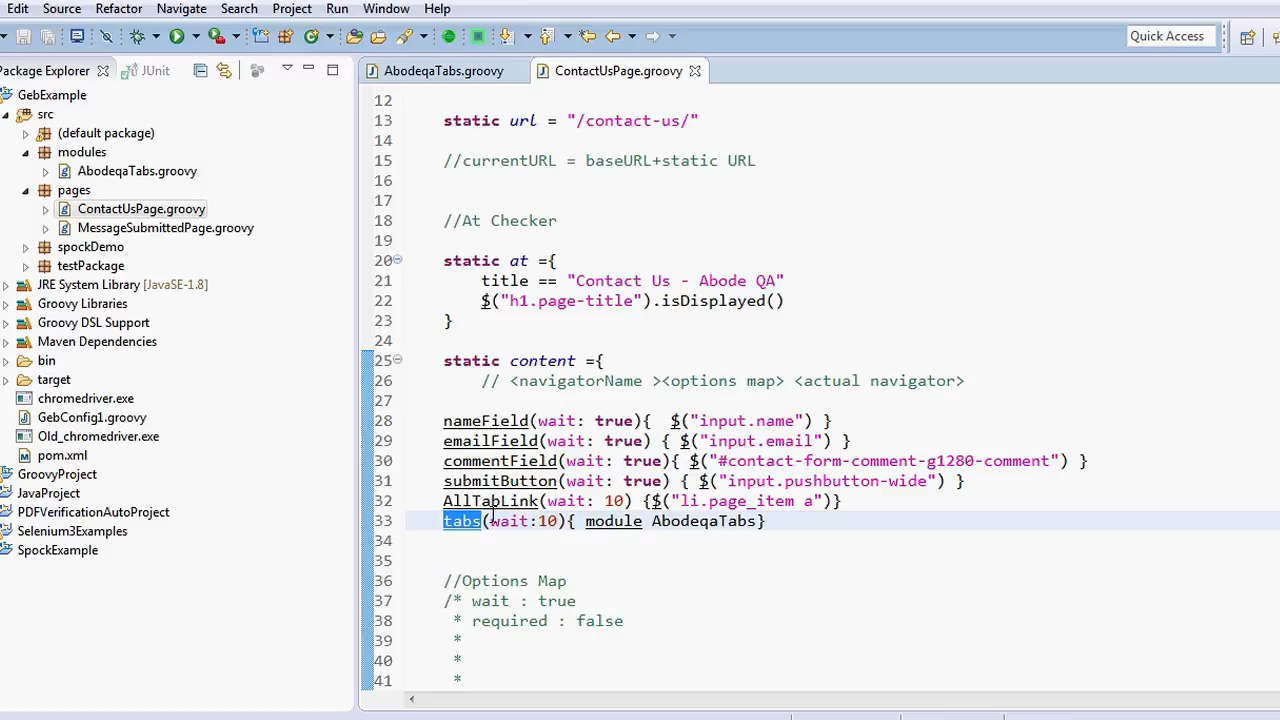 Edit Source Refactor Navigate Search Project Run Window Help
Quick Access
Package Explorer JUnit
AbodeqaTabs.groovy ContactUsPage.groovy
GebExample
src
(default package)
modules
AbodeqaTabs.groovy
pages
ContactUsPage.groovy
MessageSubmittedPage.groovy
spockDemo
testPackage
JRE System Library [JavaSE-1.8]
Groovy Libraries
Groovy DSL Support
Maven Dependencies
bin
target
chromedriver.exe
GebConfig1.groovy
Old_chromedriver.exe
pom.xml
GroovyProject
JavaProject
PDFVerificationAutoProject
Selenium3Examples
SpockExample
12
13 static url = "/contact-us/"
14
15 //currentURL = baseURL+static URL
16
17
18 //At Checker
19
20 static at ={
21 title == "Contact Us - Abode QA"
22 $("h1.page-title").isDisplayed()
23 }
24
25 static content ={
26 // <navigatorName ><options map> <actual navigator>
27
28 nameField(wait: true){ $("input.name") }
29 emailField(wait: true) { $("input.email") }
30 commentField(wait: true){ $("#contact-form-comment-g1280-comment") }
31 submitButton(wait: true) { $("input.pushbutton-wide") }
32 AllTabLink(wait: 10) {$("li.page_item a")}
33 tabs(wait:10){ module AbodeqaTabs}
34
35
36 //Options Map
37 /* wait : true
38 * required : false
39 *
40 *
41 *